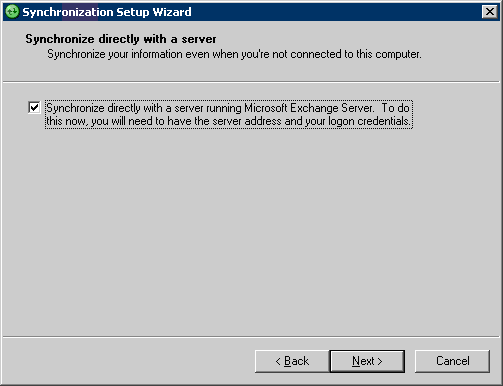 Synchronization Setup Wizard
Synchronize directly with a server
Synchronize your information even when you're not connected to this computer.
Synchronize directly with a server running Microsoft Exchange Server. To do
this now, you will need to have the server address and your logon credentials.
< Back Next > Cancel